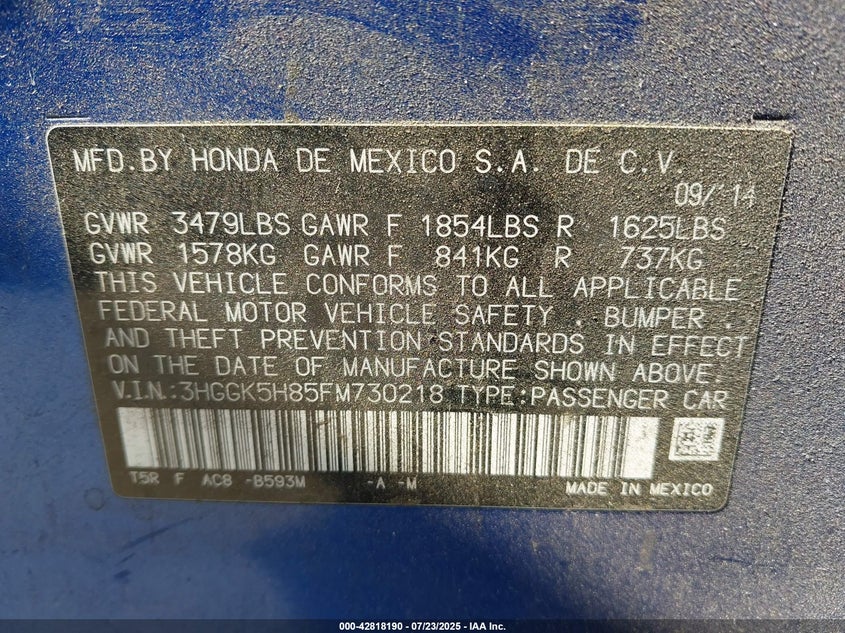 MFD.BY HONDA DE MEXICO S.A. DE C.V.
09/'14
GVWR 3479LBS GAWR F 1854LBS R 1625LBS
GVWR 1578KG GAWR F 841KG R 737KG
THIS VEHICLE CONFORMS TO ALL APPLICABLE
FEDERAL MOTOR VEHICLE SAFETY , BUMPER ,
AND THEFT PREVENTION STANDARDS IN EFFECT
ON THE DATE OF MANUFACTURE SHOWN ABOVE.
V.I.N.:3HGGK5H85FM730218 TYPE:PASSENGER CAR
T5R F AC8 -B593M -A -M
MADE IN MEXICO
000-42818190 - 07/23/2025 - IAA Inc.